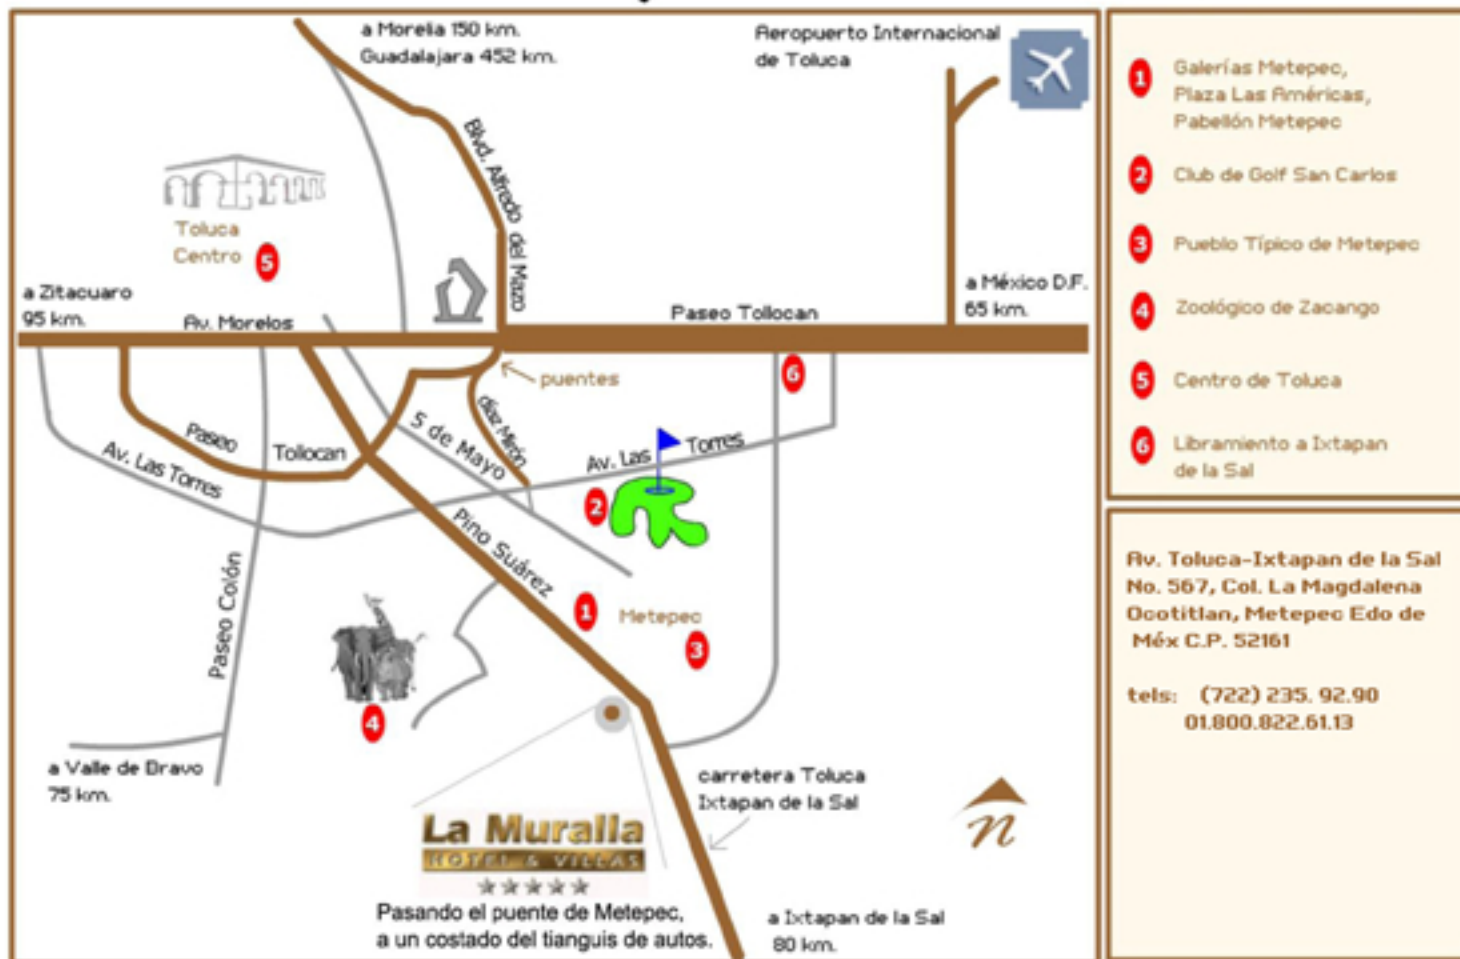 a Morelia 150 km.
Guadalajara 452 km.
Aeropuerto Internacional
de Toluca
Blvd. Alfredo del Mazo
Toluca
Centro
5
a Zitacuaro
95 km.
Av. Morelos
Paseo Tollocan
a México D.F.
65 km.
puentes
6
Paseo
Tollocan
Av. Las Torres
5 de Mayo
díaz Mirón
Av. Las Torres
2
Pino Suárez
Paseo Colón
1
Metepec
3
4
a Valle de Bravo
75 km.
carretera Toluca
Ixtapan de la Sal
n
La Muralla
HOTEL & VILLAS
Pasando el puente de Metepec,
a un costado del tianguis de autos.
a Ixtapan de la Sal
80 km.
1 Galerías Metepec,
Plaza Las Américas,
Pabellón Metepec
2 Club de Golf San Carlos
3 Pueblo Típico de Metepec
4 Zoológico de Zacango
5 Centro de Toluca
6 Libramiento a Ixtapan
de la Sal
Av. Toluca-Ixtapan de la Sal
No. 567, Col. La Magdalena
Ocotitlan, Metepec Edo de
Méx C.P. 52161
tels: (722) 235. 92.90
01.800.822.61.13